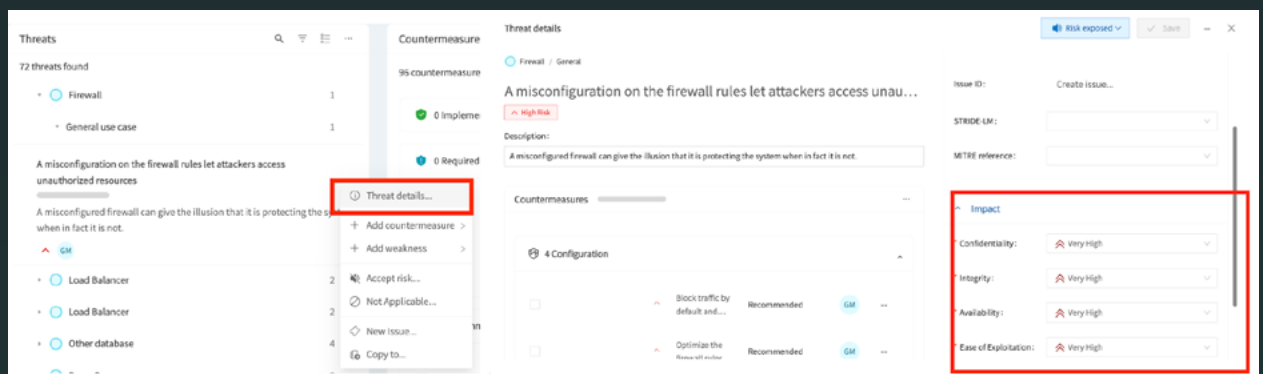 Threats
72 threats found
Firewall 1
General use case 1
A misconfiguration on the firewall rules let attackers access
unauthorized resources
A misconfigured firewall can give the illusion that it is protecting the sys
when in fact it is not.
GM
Load Balancer 2
Load Balancer 2
Other database 4
Threat details...
Add countermeasure >
Add weakness >
Accept risk...
Not Applicable...
New issue...
Copy to...
Countermeasure
95 countermeasure
0 Impleme
0 Required
Threat details
Risk exposed
Save
Firewall / General
A misconfiguration on the firewall rules let attackers access unau...
High Risk
Description:
A misconfigured firewall can give the illusion that it is protecting the system when in fact it is not.
Countermeasures
4 Configuration
Block traffic by
default and...
Recommended
GM
Optimize the
firewall rules
Recommended
GM
Issue ID: Create issue...
STRIDE-LM:
MITRE reference:
Impact
* Confidentiality: Very High
* Integrity: Very High
* Availability: Very High
* Ease of Exploitation: Very High